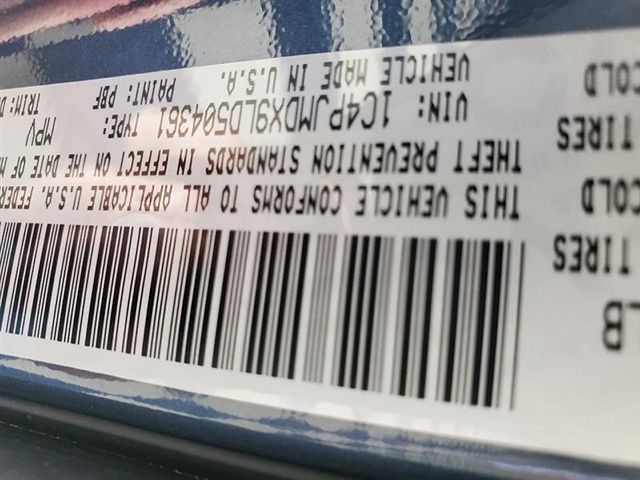 LB
TIRES
COLD
TIRES
COLD
THIS VEHICLE CONFORMS TO ALL APPLICABLE U.S.A. FEDER
THEFT PREVENTION STANDARDS IN EFFECT ON THE DATE OF M
VIN: 1C4PJMDX9LD504361 TYPE: MPV
VEHICLE MADE IN U.S.A. PAINT: PBF TRIM: D